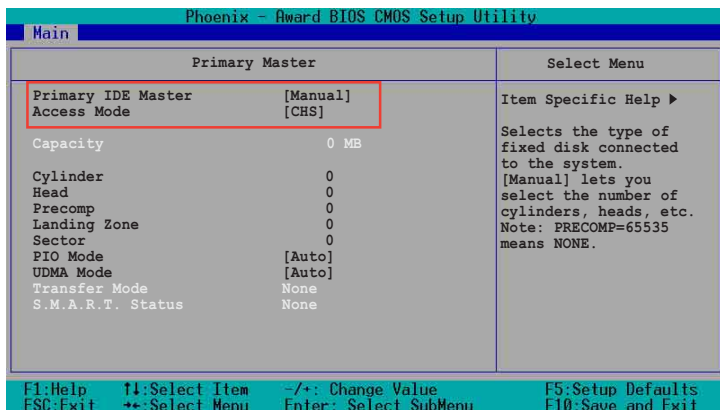 Phoenix - Award BIOS CMOS Setup Utility
Main
Primary Master
Select Menu
Primary IDE Master [Manual]
Access Mode [CHS]
Capacity 0 MB
Cylinder 0
Head 0
Precomp 0
Landing Zone 0
Sector 0
PIO Mode [Auto]
UDMA Mode [Auto]
Transfer Mode None
S.M.A.R.T. Status None
Item Specific Help ▶
Selects the type of
fixed disk connected
to the system.
[Manual] lets you
select the number of
cylinders, heads, etc.
Note: PRECOMP=65535
means NONE.
F1:Help ↑↓:Select Item -/+: Change Value F5:Setup Defaults
ESC:Exit →←:Select Menu Enter: Select SubMenu F10:Save and Exit